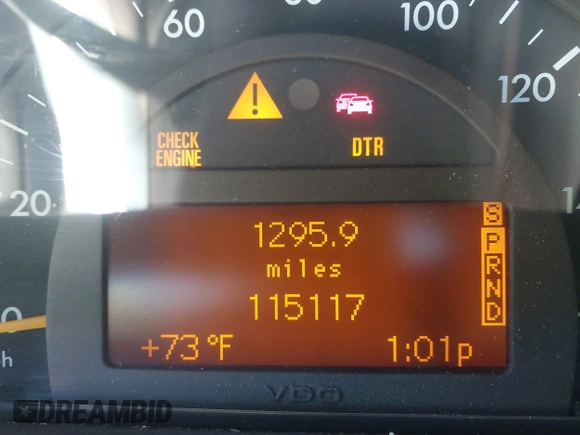 60
100
120
CHECK
ENGINE
DTR
20
1295.9
miles
115117
+73°F
1:01p
S
P
R
N
D
VDO
DREAMBID